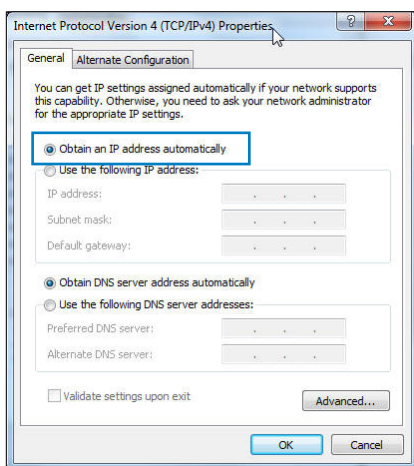 Internet Protocol Version 4 (TCP/IPv4) Properties
General
Alternate Configuration
You can get IP settings assigned automatically if your network supports
this capability. Otherwise, you need to ask your network administrator
for the appropriate IP settings.
Obtain an IP address automatically
Use the following IP address:
IP address:
Subnet mask:
Default gateway:
Obtain DNS server address automatically
Use the following DNS server addresses:
Preferred DNS server:
Alternate DNS server:
Validate settings upon exit
Advanced...
OK
Cancel